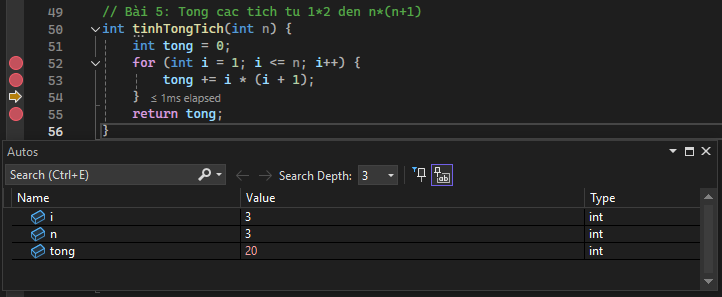 49 // Bài 5: Tong cac tich tu 1*2 den n*(n+1)
50 int tinhTongTich(int n) {
51 int tong = 0;
52 for (int i = 1; i <= n; i++) {
53 tong += i * (i + 1);
54 } ≤ 1ms elapsed
55 return tong;
56 }
Autos
Search (Ctrl+E) Search Depth: 3
Name Value Type
i 3 int
n 3 int
tong 20 int